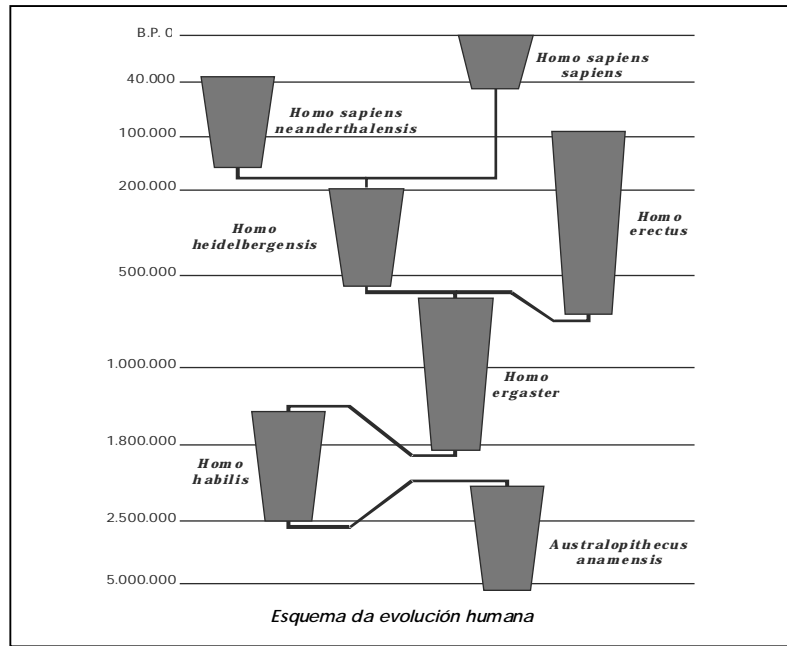 B.P. 0
Homo sapiens
sapiens
40.000
Homo sapiens
neanderthalensis
100.000
200.000
Homo
heidelbergensis
Homo
erectus
500.000
1.000.000
Homo
ergaster
1.800.000
Homo
habilis
2.500.000
Australopithecus
anamensis
5.000.000
Esquema da evolución humana